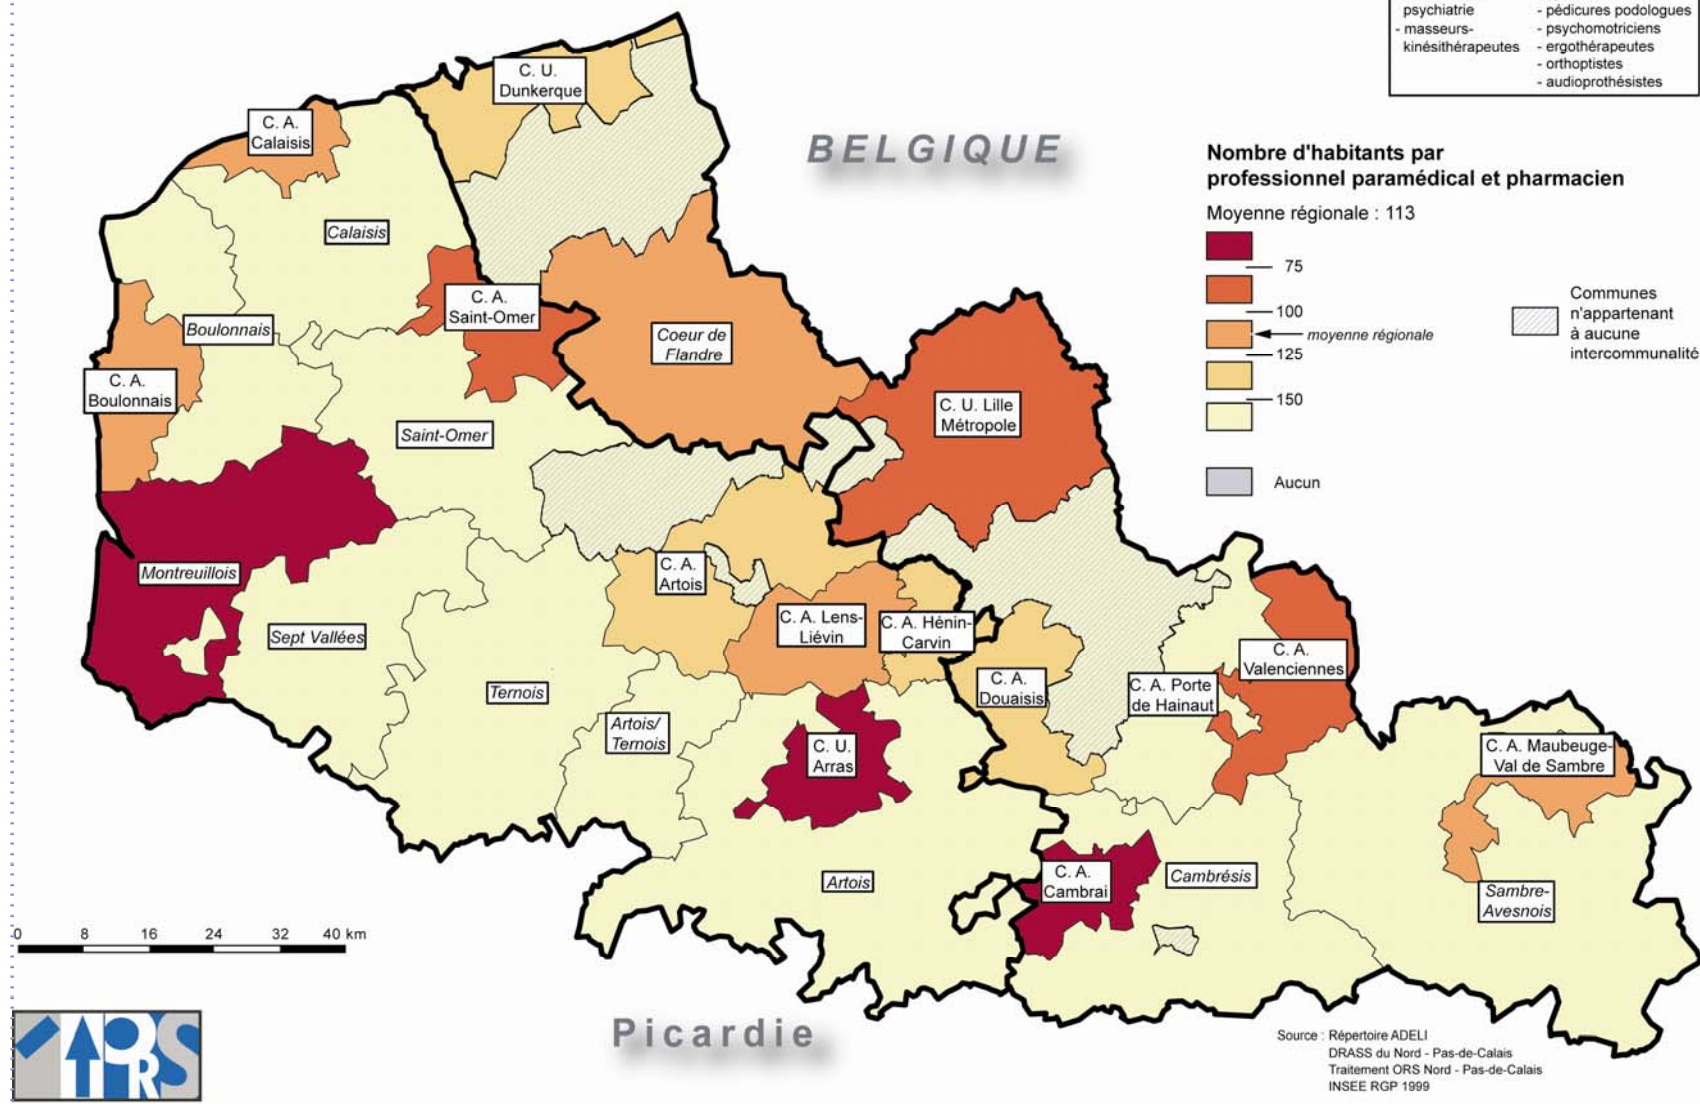 psychiatrie
- masseurs-
kinésithérapeutes
- pédicures podologues
- psychomotriciens
- ergothérapeutes
- orthoptistes
- audioprothésistes
C. U.
Dunkerque
C. A.
Calaisis
BELGIQUE
Nombre d'habitants par
professionnel paramédical et pharmacien
Moyenne régionale : 113
75
100
moyenne régionale
125
150
Aucun
Communes
n'appartenant
à aucune
intercommunalité
Calaisis
C. A.
Saint-Omer
Boulonnais
Coeur de
Flandre
C. A.
Boulonnais
C. U. Lille
Métropole
Saint-Omer
Montreuillois
C. A.
Artois
C. A. Lens-
Liévin
C. A. Hénin-
Carvin
Sept Vallées
C. A.
Valenciennes
Ternois
C. A.
Douaisis
C. A. Porte
de Hainaut
Artois/
Ternois
C. U.
Arras
C. A. Maubeuge-
Val de Sambre
Artois
C. A.
Cambrai
Cambrésis
Sambre-
Avesnois
0 8 16 24 32 40 km
ORS
Picardie
Source : Répertoire ADELI
DRASS du Nord - Pas-de-Calais
Traitement ORS Nord - Pas-de-Calais
INSEE RGP 1999